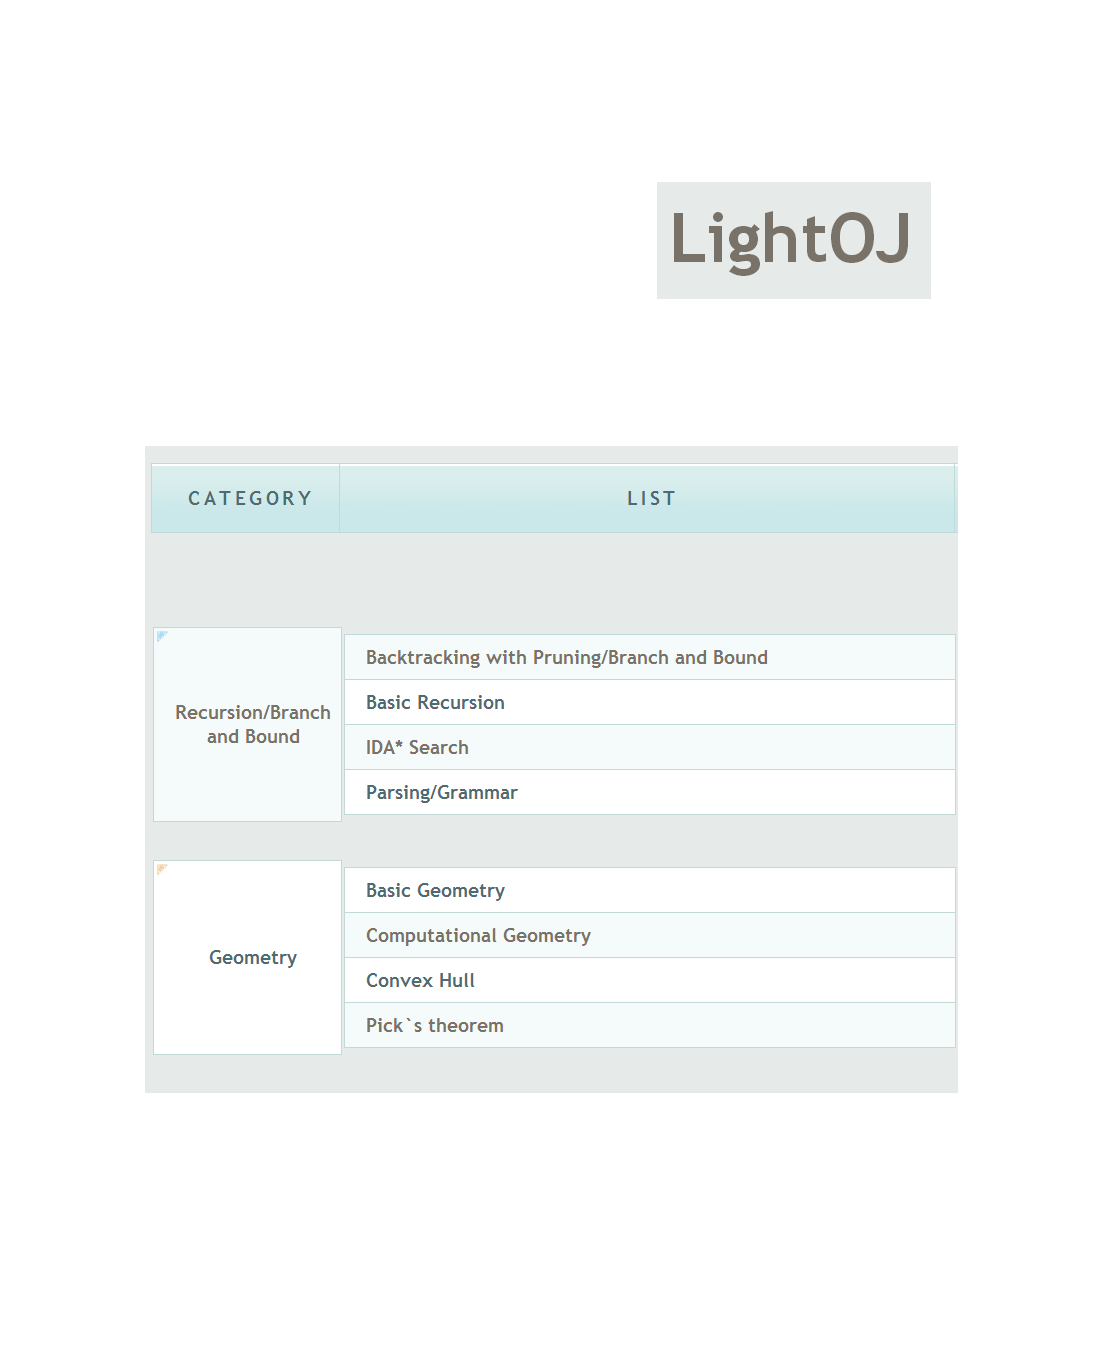 LightOJ
CATEGORY LIST
Backtracking with Pruning/Branch and Bound
Basic Recursion
Recursion/Branch
and Bound
IDA* Search
Parsing/Grammar
Basic Geometry
Computational Geometry
Geometry
Convex Hull
Pick`s theorem